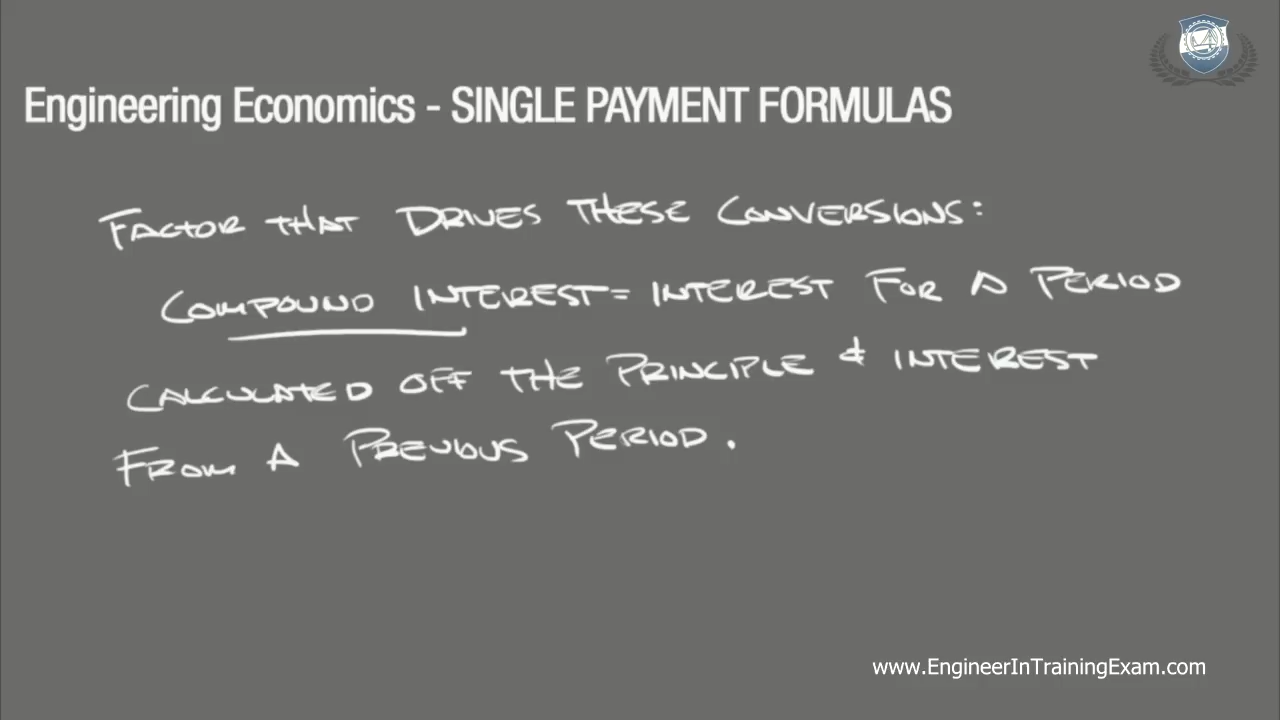 Engineering Economics - SINGLE PAYMENT FORMULAS
FACTOR THAT DRIVES THESE CONVERSIONS:
COMPOUND INTEREST = INTEREST FOR A PERIOD
CALCULATED OFF THE PRINCIPLE & INTEREST
FROM A PREVIOUS PERIOD.
www.EngineerInTrainingExam.com